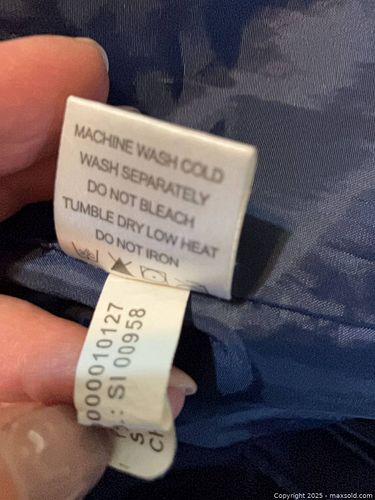 MACHINE WASH COLD
WASH SEPARATELY
DO NOT BLEACH
TUMBLE DRY LOW HEAT
DO NOT IRON
000010127
.: SI 00958
Copyright 2025 - maxsold.com